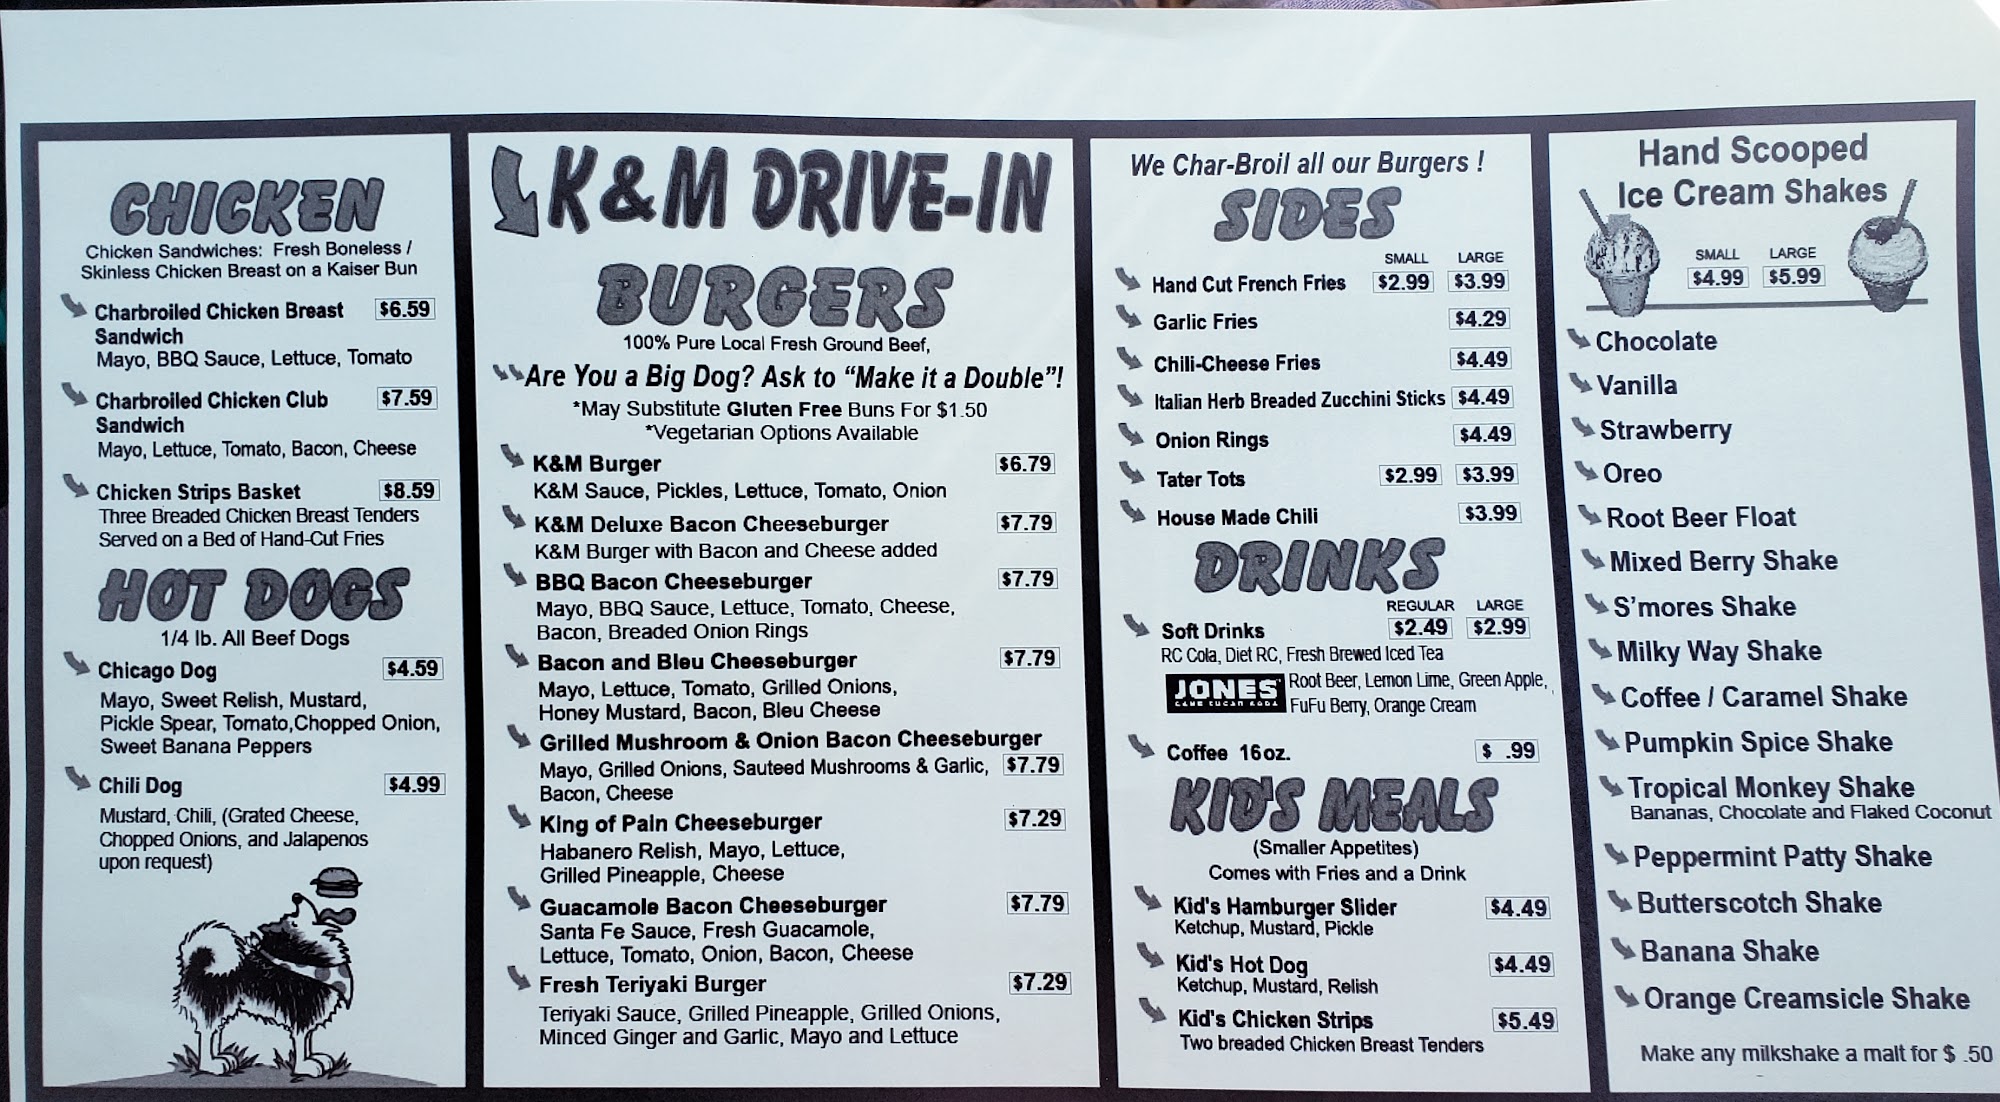 CHICKEN
Chicken Sandwiches: Fresh Boneless /
Skinless Chicken Breast on a Kaiser Bun
Charbroiled Chicken Breast $6.59
Sandwich
Mayo, BBQ Sauce, Lettuce, Tomato
Charbroiled Chicken Club $7.59
Sandwich
Mayo, Lettuce, Tomato, Bacon, Cheese
Chicken Strips Basket $8.59
Three Breaded Chicken Breast Tenders
Served on a Bed of Hand-Cut Fries
HOT DOGS
1/4 lb. All Beef Dogs
Chicago Dog $4.59
Mayo, Sweet Relish, Mustard,
Pickle Spear, Tomato,Chopped Onion,
Sweet Banana Peppers
Chili Dog $4.99
Mustard, Chili, (Grated Cheese,
Chopped Onions, and Jalapenos
upon request)
K&M DRIVE-IN
BURGERS
100% Pure Local Fresh Ground Beef,
Are You a Big Dog? Ask to “Make it a Double”!
*May Substitute Gluten Free Buns For $1.50
*Vegetarian Options Available
K&M Burger $6.79
K&M Sauce, Pickles, Lettuce, Tomato, Onion
K&M Deluxe Bacon Cheeseburger $7.79
K&M Burger with Bacon and Cheese added
BBQ Bacon Cheeseburger $7.79
Mayo, BBQ Sauce, Lettuce, Tomato, Cheese,
Bacon, Breaded Onion Rings
Bacon and Bleu Cheeseburger $7.79
Mayo, Lettuce, Tomato, Grilled Onions,
Honey Mustard, Bacon, Bleu Cheese
Grilled Mushroom & Onion Bacon Cheeseburger
Mayo, Grilled Onions, Sauteed Mushrooms & Garlic, $7.79
Bacon, Cheese
King of Pain Cheeseburger $7.29
Habanero Relish, Mayo, Lettuce,
Grilled Pineapple, Cheese
Guacamole Bacon Cheeseburger $7.79
Santa Fe Sauce, Fresh Guacamole,
Lettuce, Tomato, Onion, Bacon, Cheese
Fresh Teriyaki Burger $7.29
Teriyaki Sauce, Grilled Pineapple, Grilled Onions,
Minced Ginger and Garlic, Mayo and Lettuce
We Char-Broil all our Burgers !
SIDES
SMALL LARGE
Hand Cut French Fries $2.99 $3.99
Garlic Fries $4.29
Chili-Cheese Fries $4.49
Italian Herb Breaded Zucchini Sticks $4.49
Onion Rings $4.49
Tater Tots $2.99 $3.99
House Made Chili $3.99
DRINKS
REGULAR LARGE
Soft Drinks $2.49 $2.99
RC Cola, Diet RC, Fresh Brewed Iced Tea
JONES Root Beer, Lemon Lime, Green Apple,
CANE SUGAR SODA FuFu Berry, Orange Cream
Coffee 16oz. $ .99
KID'S MEALS
(Smaller Appetites)
Comes with Fries and a Drink
Kid's Hamburger Slider $4.49
Ketchup, Mustard, Pickle
Kid's Hot Dog $4.49
Ketchup, Mustard, Relish
Kid's Chicken Strips $5.49
Two breaded Chicken Breast Tenders
Hand Scooped
Ice Cream Shakes
SMALL LARGE
$4.99 $5.99
Chocolate
Vanilla
Strawberry
Oreo
Root Beer Float
Mixed Berry Shake
S’mores Shake
Milky Way Shake
Coffee / Caramel Shake
Pumpkin Spice Shake
Tropical Monkey Shake
Bananas, Chocolate and Flaked Coconut
Peppermint Patty Shake
Butterscotch Shake
Banana Shake
Orange Creamsicle Shake
Make any milkshake a malt for $ .50